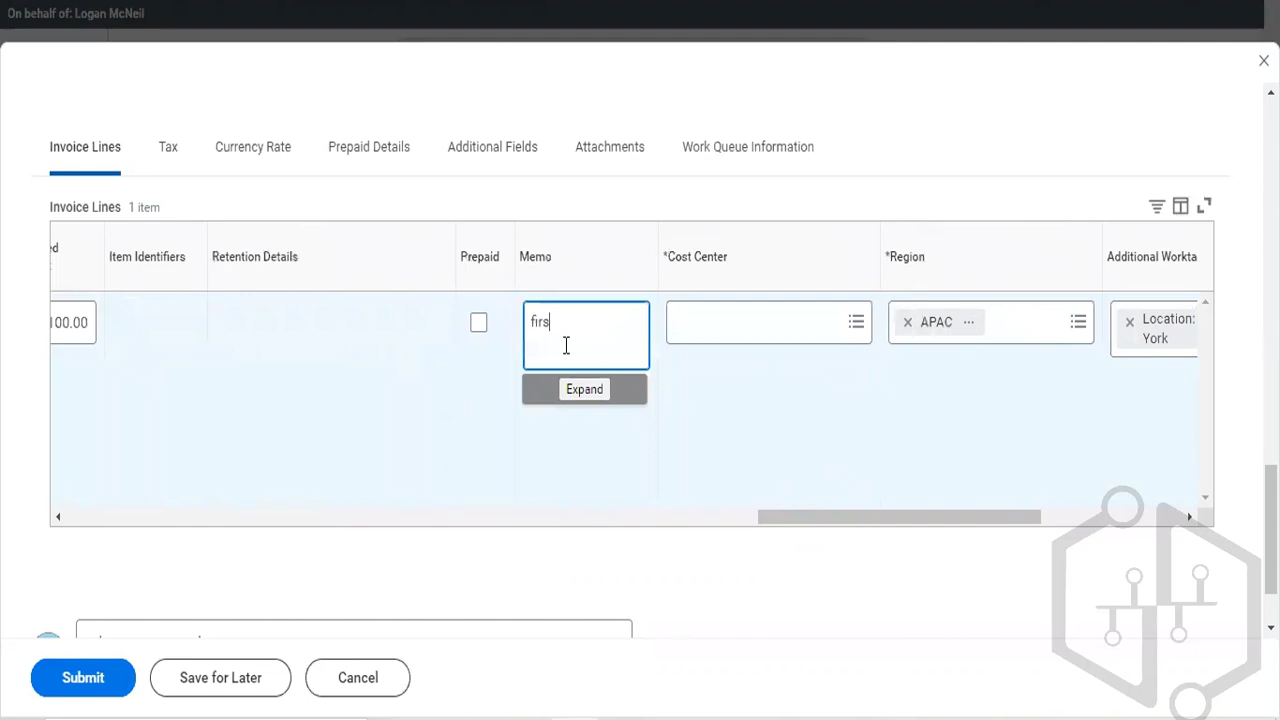 On behalf of: Logan McNeil
Invoice Lines Tax Currency Rate Prepaid Details Additional Fields Attachments Work Queue Information
Invoice Lines 1 item
Item Identifiers Retention Details Prepaid Memo *Cost Center *Region Additional Workta
100.00 firs APAC Location:
York
Expand
Submit Save for Later Cancel